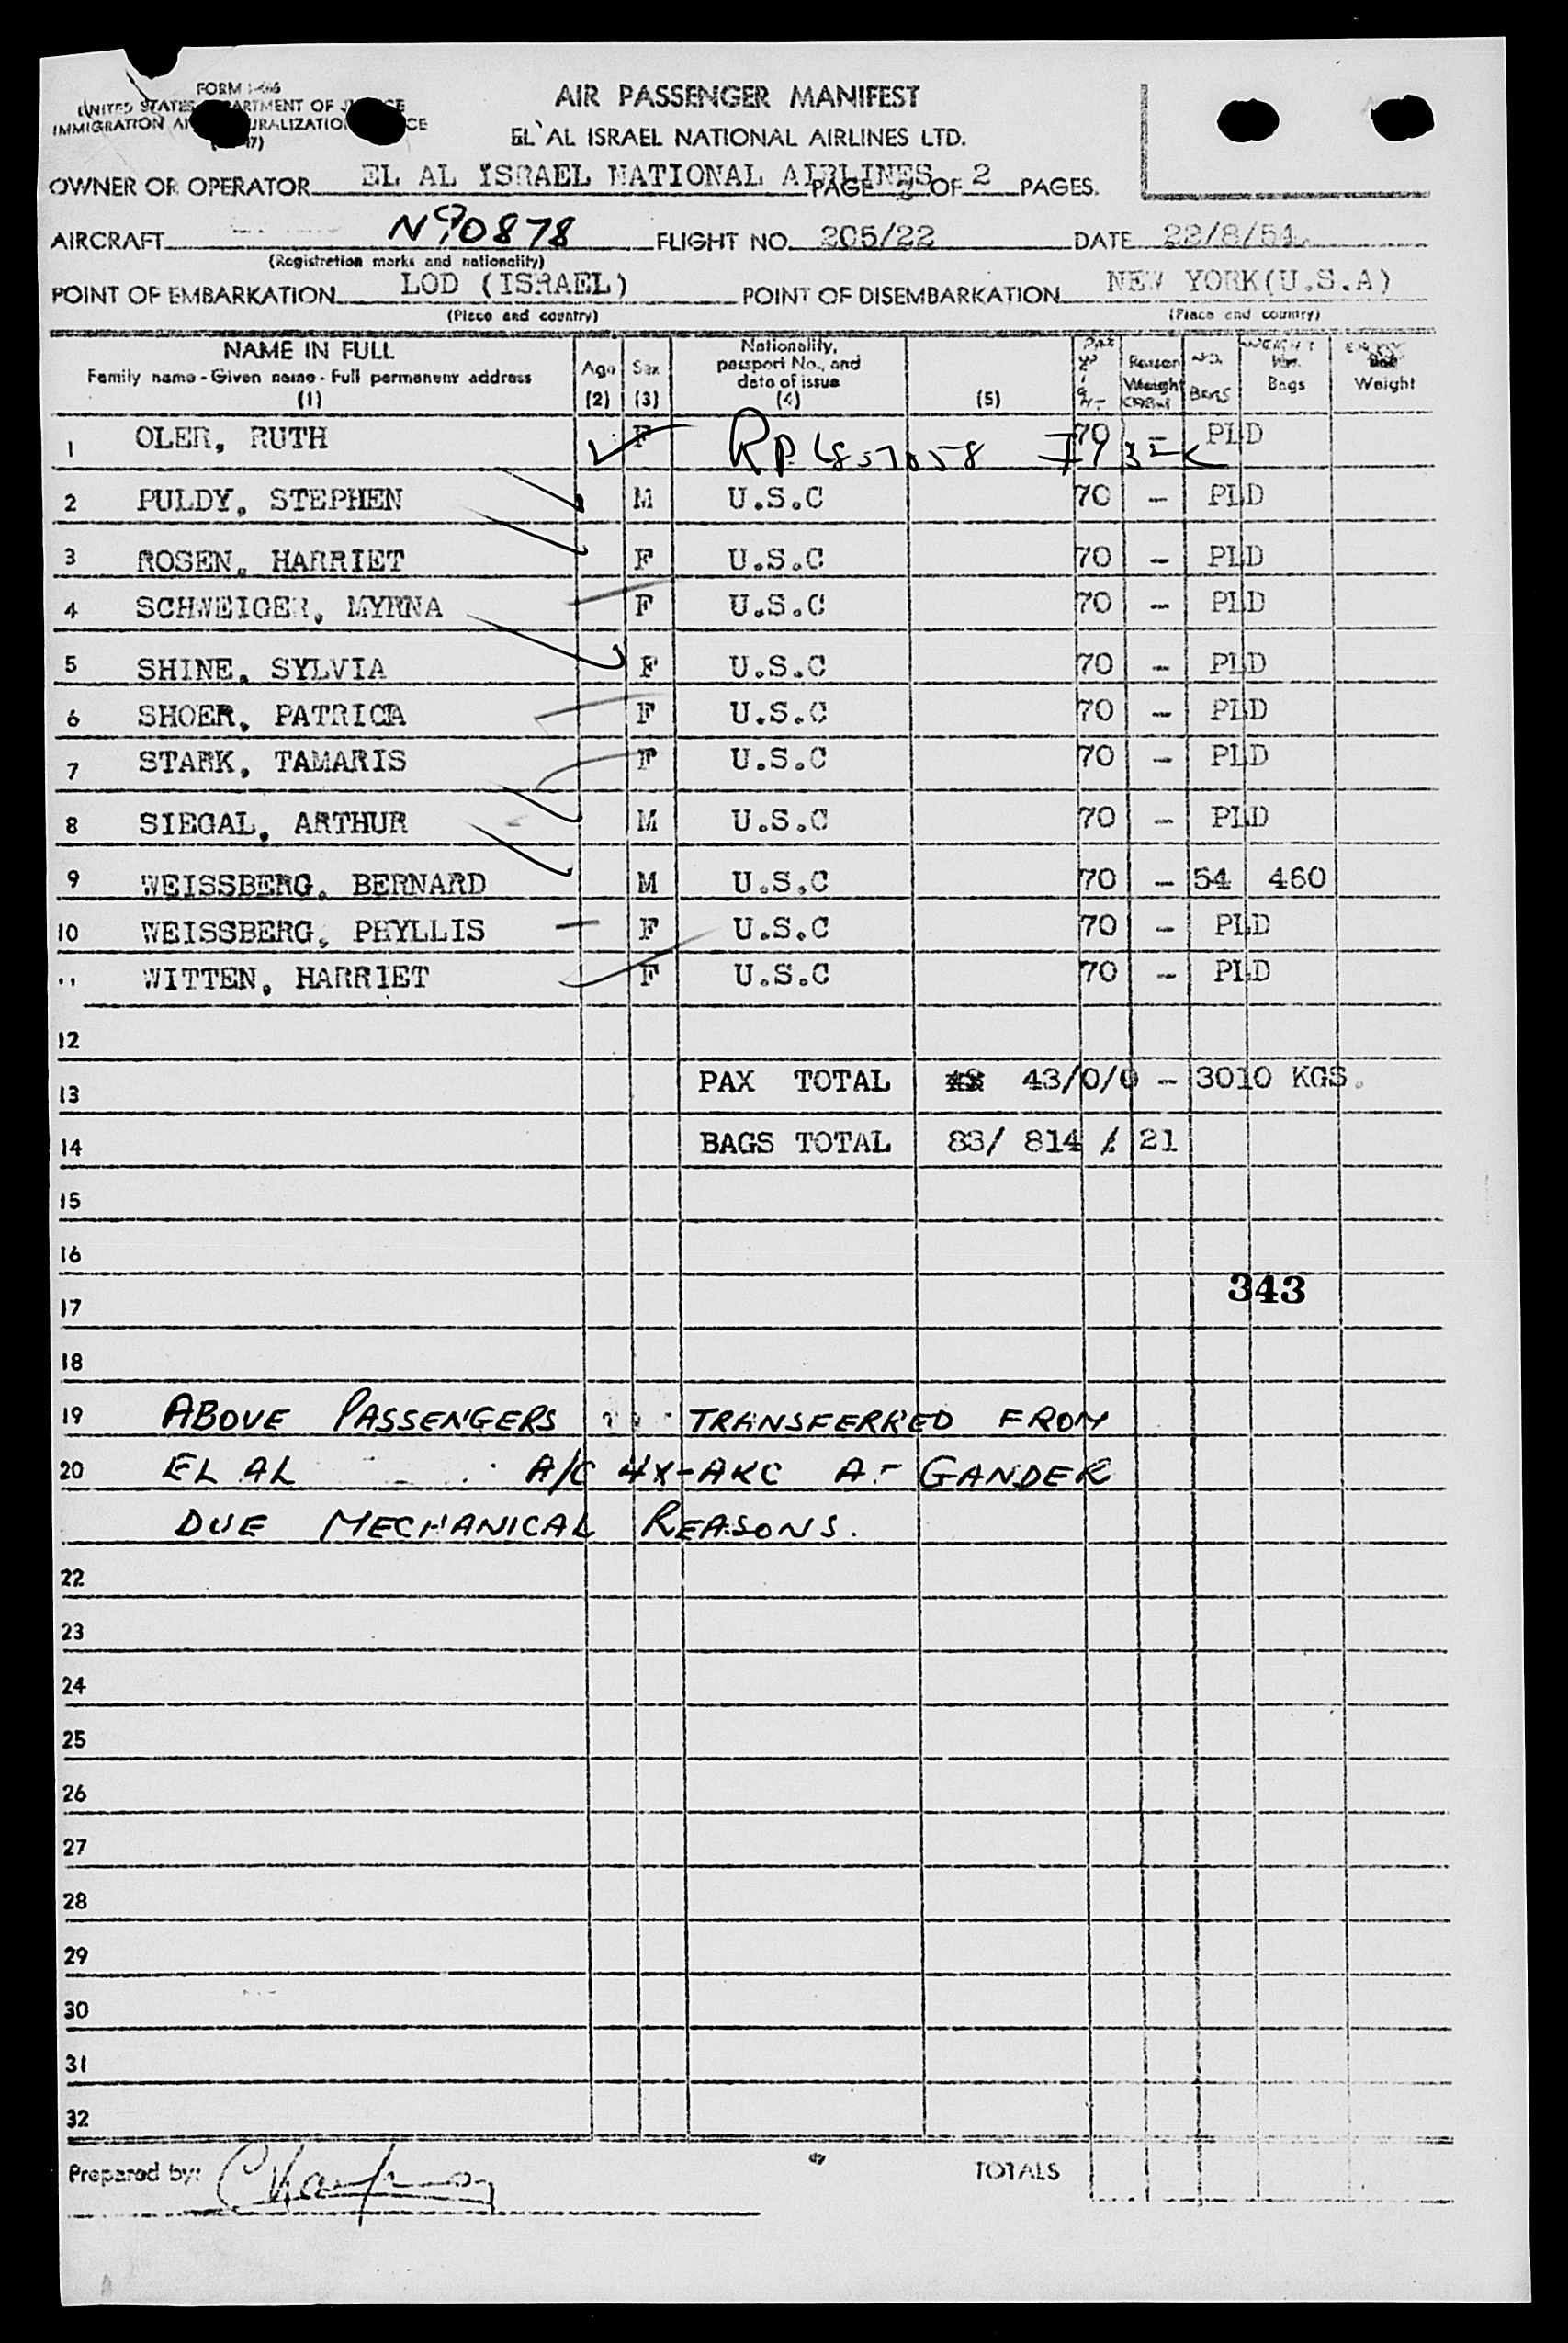 FORM I-466
AIR PASSENGER MANIFEST
UNITED STATES DEPARTMENT OF JUSTICE
IMMIGRATION AND NATURALIZATION SERVICE
EL AL ISRAEL NATIONAL AIRLINES LTD.
OWNER OR OPERATOR EL AL ISRAEL NATIONAL AIRLINES PAGE 2 OF 2 PAGES.
AIRCRAFT N90878 FLIGHT NO. 205/22 DATE 22/8/54.
(Registration marks and nationality)
POINT OF EMBARKATION LOD (ISRAEL) POINT OF DISEMBARKATION NEW YORK(U.S.A)
(Place and country) (Place and country)
NAME IN FULL Age Sex Nationality, Reason NO. WEIGHT
Family name - Given name - Full permanent address passport No., and Weight BAGS Bags Weight
(1) (2) (3) date of issue (4) (5)
1 OLER, RUTH F 70 - PLD
2 PULDY, STEPHEN M U.S.C 70 - PLD
3 ROSEN, HARRIET F U.S.C 70 - PLD
4 SCHWEIGER, MYRNA F U.S.C 70 - PLD
5 SHINE, SYLVIA F U.S.C 70 - PLD
6 SHOER, PATRICIA F U.S.C 70 - PLD
7 STARK, TAMARIS F U.S.C 70 - PLD
8 SIEGAL, ARTHUR M U.S.C 70 - PLD
9 WEISSBERG, BERNARD M U.S.C 70 - 54 460
10 WEISSBERG, PHYLLIS F U.S.C 70 - PLD
11 WITTEN, HARRIET F U.S.C 70 - PLD
12
13 PAX TOTAL 43/0/0 - 3010 KGS.
14 BAGS TOTAL 83/ 814 / 21
15
16
343
17
18
19 ABOVE PASSENGERS TRANSFERRED FROM
20 EL AL A/C 4X-AKC AT GANDER
DUE MECHANICAL REASONS.
22
23
24
25
26
27
28
29
30
31
32
Prepared by: TOTALS